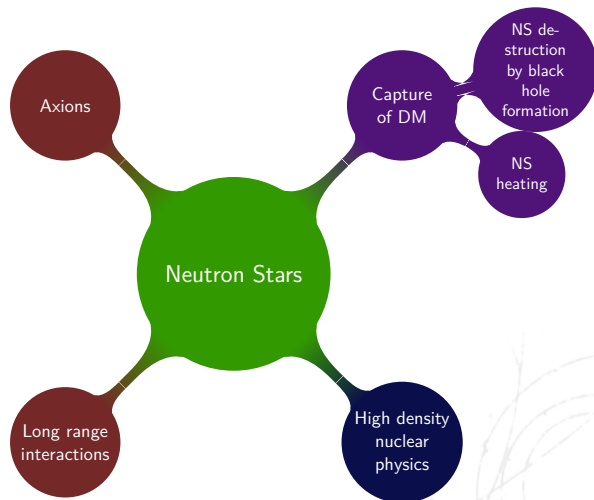 NS de-
struction
by black
hole
formation
Axions
Capture
of DM
NS
heating
Neutron Stars
Long range
interactions
High density
nuclear
physics